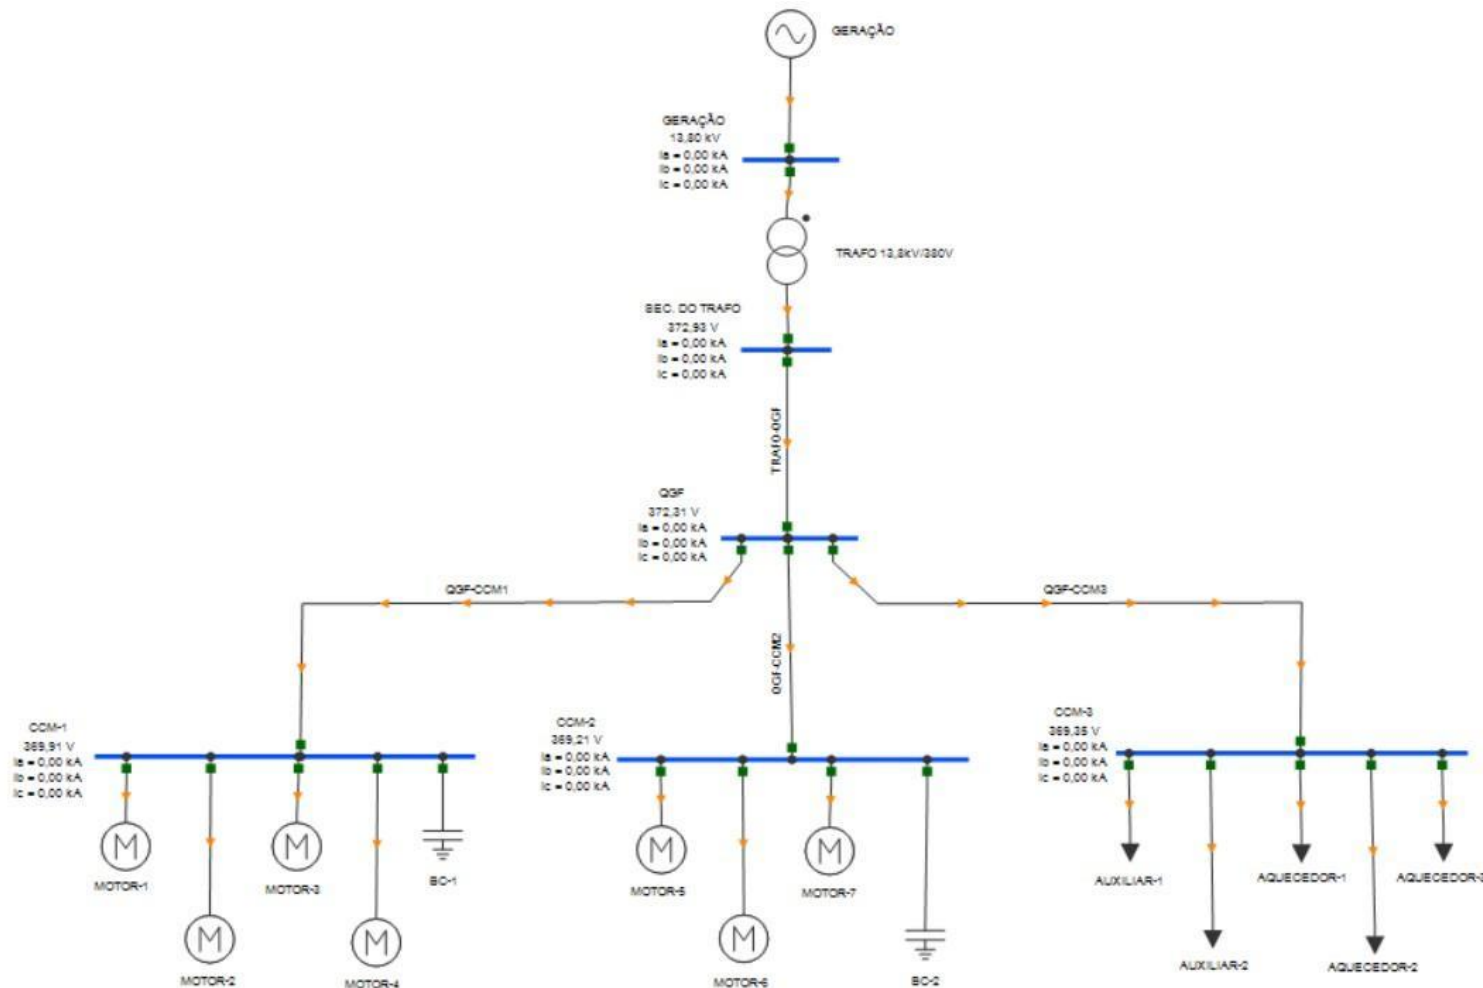 GERAÇÃO
GERAÇÃO
13,80 kV
Ia = 0,00 kA
Ib = 0,00 kA
Ic = 0,00 kA
TRAFO 13,8kV/380V
SEC. DO TRAFO
372,93 V
Ia = 0,00 kA
Ib = 0,00 kA
Ic = 0,00 kA
TRAFO-QGF
QGF
372,31 V
Ia = 0,00 kA
Ib = 0,00 kA
Ic = 0,00 kA
QGF-CCM1
QGF-CCM2
QGF-CCM3
CCM-1
369,91 V
Ia = 0,00 kA
Ib = 0,00 kA
Ic = 0,00 kA
MOTOR-1
MOTOR-2
MOTOR-3
MOTOR-4
BC-1
M
M
M
M
CCM-2
369,21 V
Ia = 0,00 kA
Ib = 0,00 kA
Ic = 0,00 kA
M
M
M
MOTOR-5
MOTOR-6
MOTOR-7
BC-2
CCM-3
369,35 V
Ia = 0,00 kA
Ib = 0,00 kA
Ic = 0,00 kA
AUXILIAR-1
AUXILIAR-2
AQUECEDOR-1
AQUECEDOR-2
AQUECEDOR-3